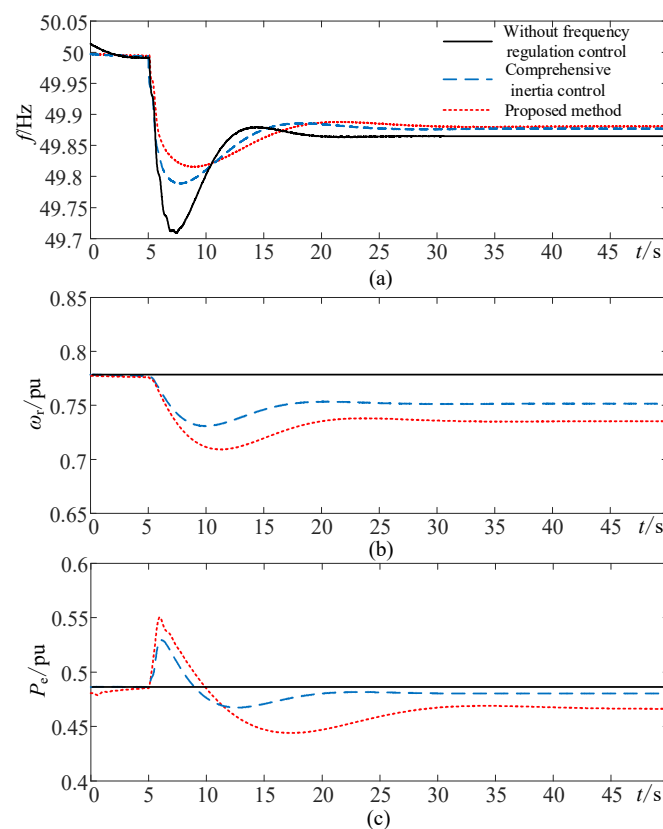 50.05
50
49.95
49.9
49.85
49.8
49.75
49.7
f/Hz
Without frequency
regulation control
Comprehensive
inertia control
Proposed method
0 5 10 15 20 25 30 35 40 45 t/s
(a)
0.85
0.8
0.75
0.7
0.65
ωr/pu
0 5 10 15 20 25 30 35 40 45 t/s
(b)
0.6
0.55
0.5
0.45
0.4
Pe/pu
0 5 10 15 20 25 30 35 40 45 t/s
(c)